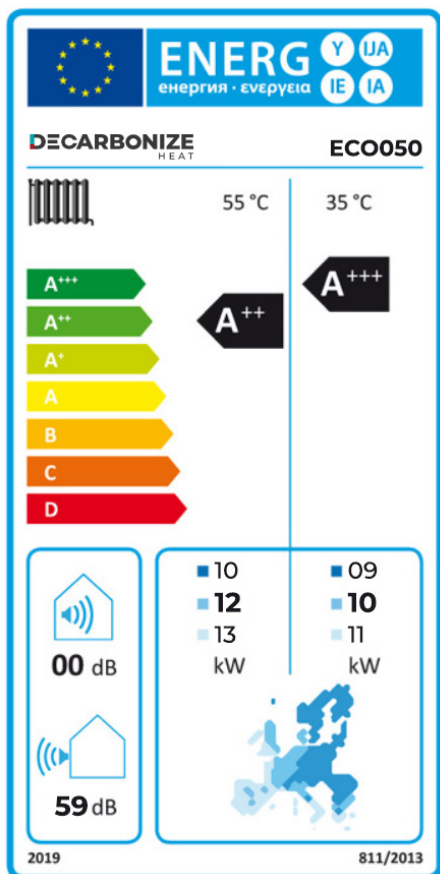 ENERG Y IJA
енергия · ενεργεια IE IA
DECARBONIZE
HEAT
ECO050
55 °C 35 °C
A+++
A++
A+
A
B
C
D
A++
A+++
10 09
12 10
13 11
kW kW
00 dB
59 dB
2019 811/2013